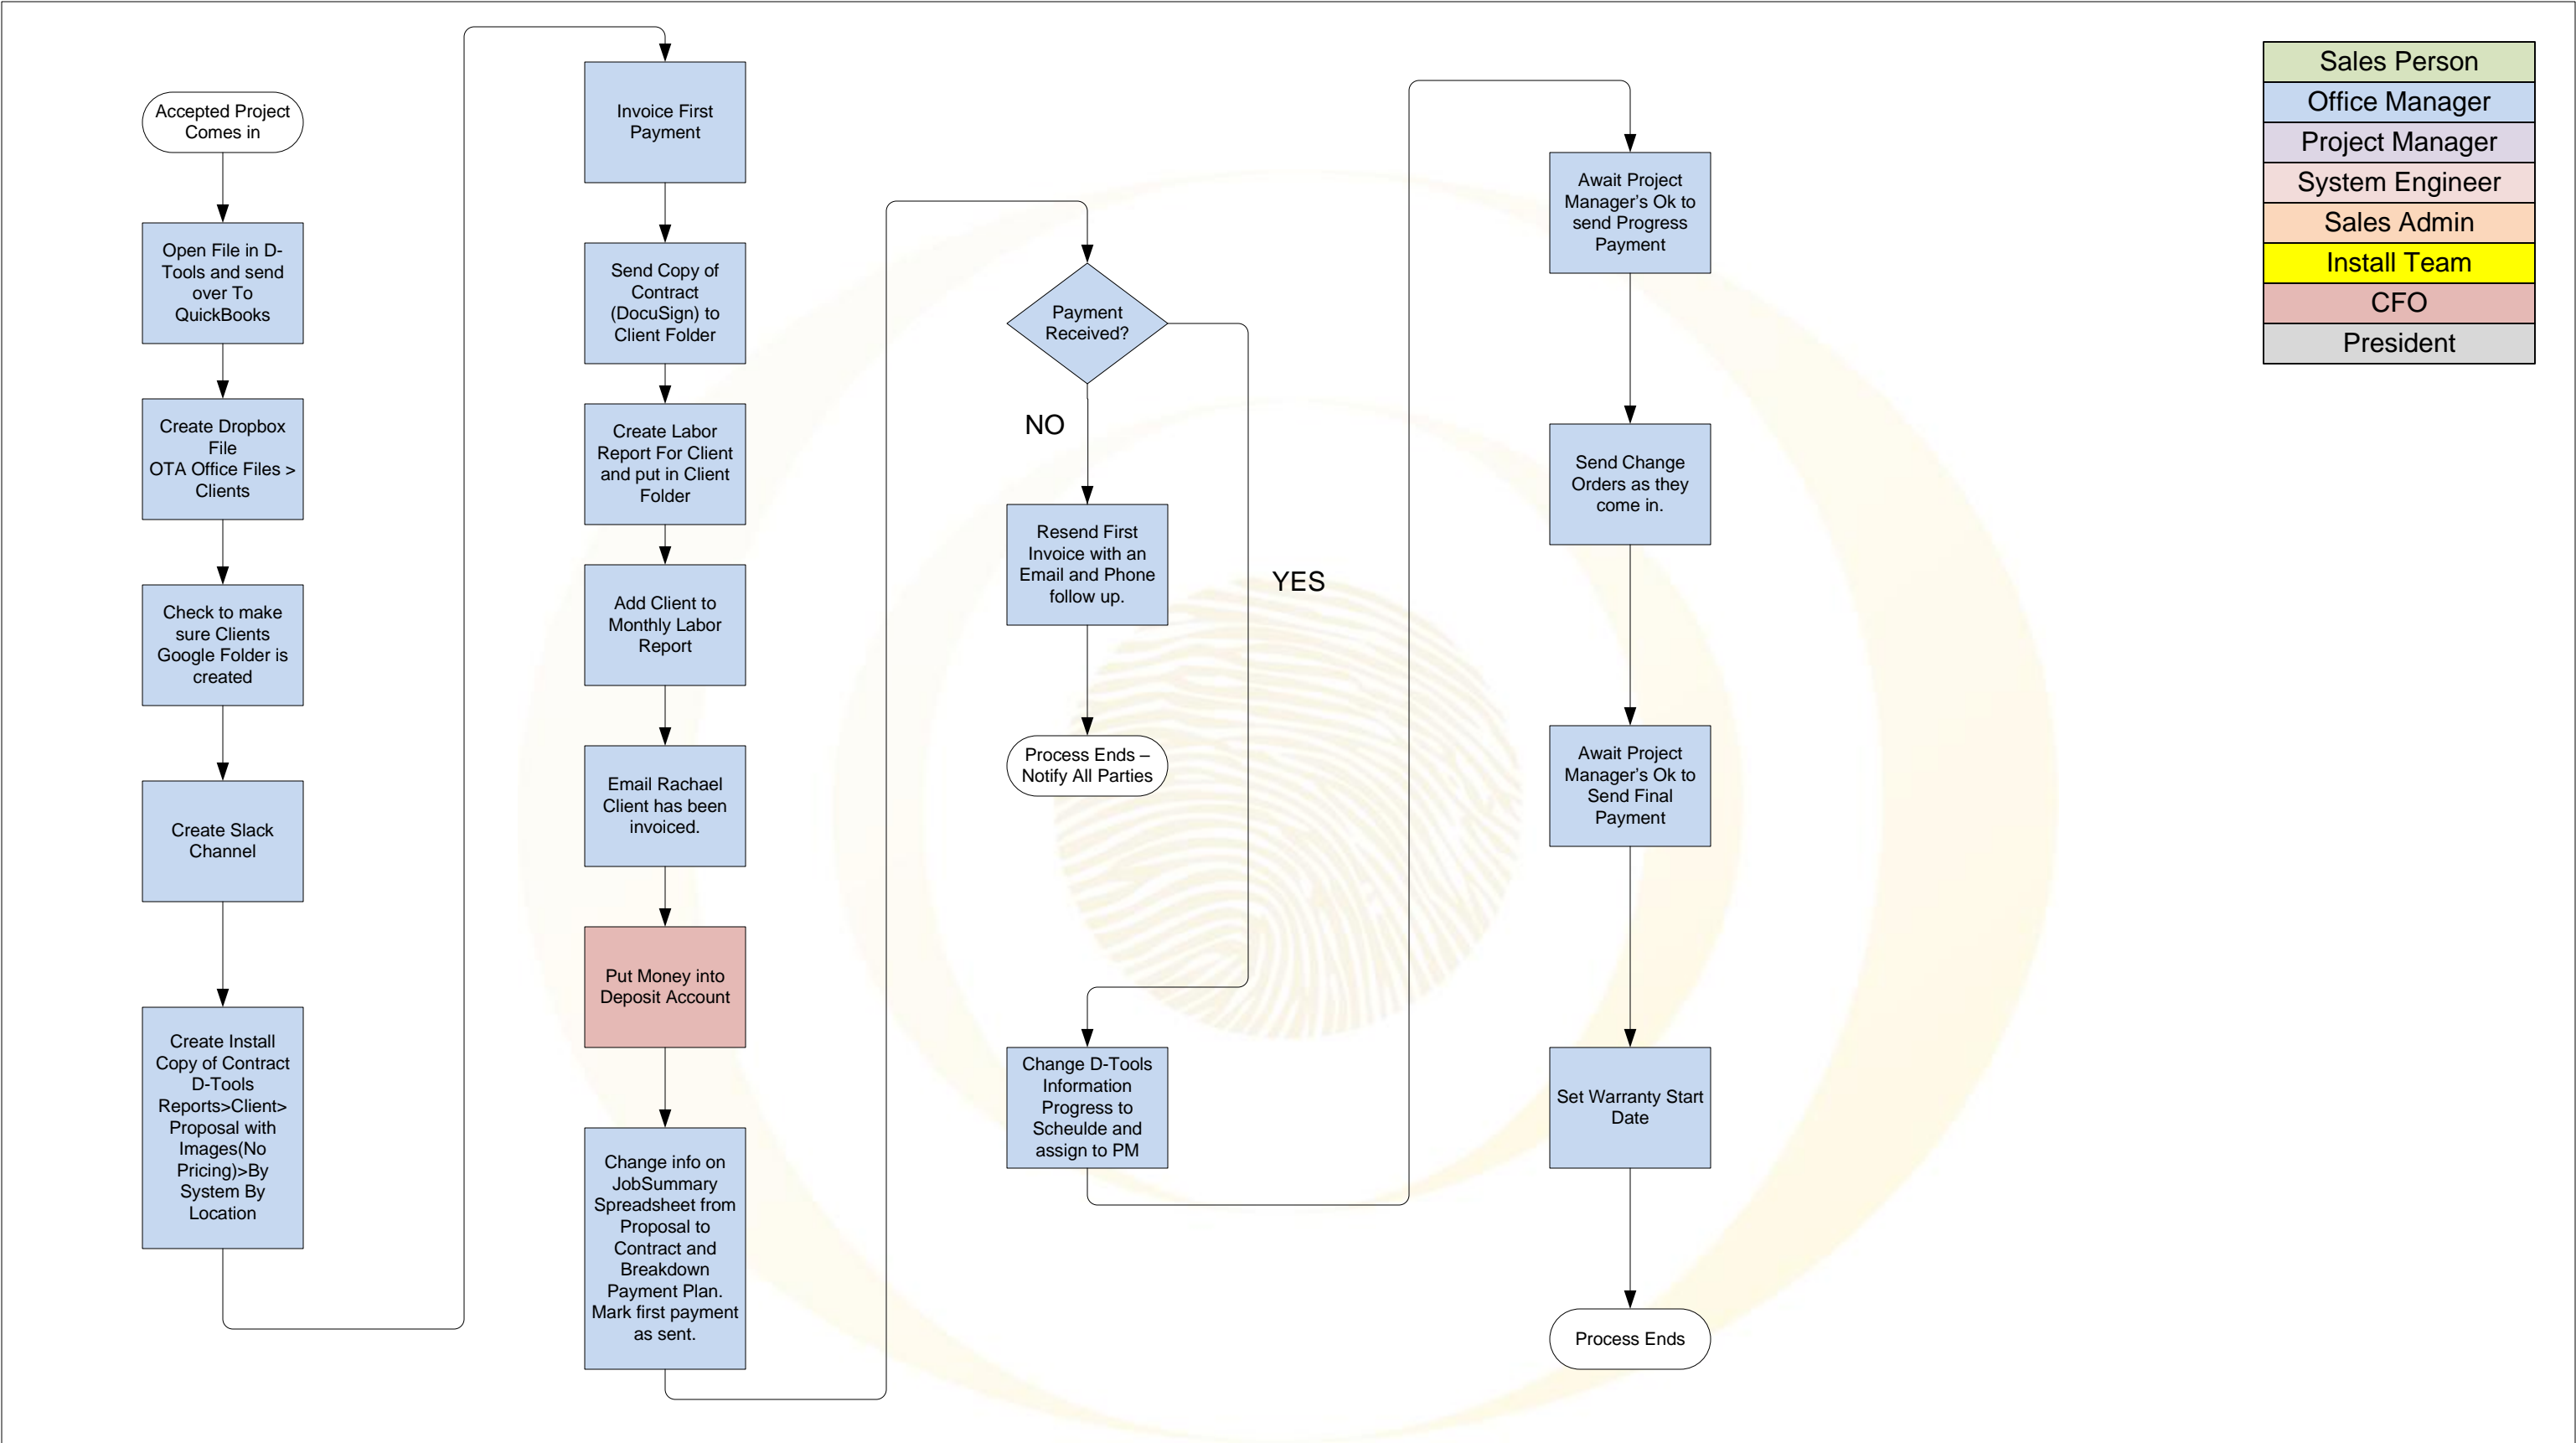 Accepted Project
Comes in
Open File in D-
Tools and send
over To
QuickBooks
Create Dropbox
File
OTA Office Files >
Clients
Check to make
sure Clients
Google Folder is
created
Create Slack
Channel
Create Install
Copy of Contract
D-Tools
Reports>Client>
Proposal with
Images(No
Pricing)>By
System By
Location
Invoice First
Payment
Send Copy of
Contract
(DocuSign) to
Client Folder
Create Labor
Report For Client
and put in Client
Folder
Add Client to
Monthly Labor
Report
Email Rachael
Client has been
invoiced.
Put Money into
Deposit Account
Change info on
JobSummary
Spreadsheet from
Proposal to
Contract and
Breakdown
Payment Plan.
Mark first payment
as sent.
Payment
Received?
NO
YES
Resend First
Invoice with an
Email and Phone
follow up.
Process Ends –
Notify All Parties
Change D-Tools
Information
Progress to
Scheulde and
assign to PM
Await Project
Manager’s Ok to
send Progress
Payment
Send Change
Orders as they
come in.
Await Project
Manager’s Ok to
Send Final
Payment
Set Warranty Start
Date
Process Ends
Sales Person
Office Manager
Project Manager
System Engineer
Sales Admin
Install Team
CFO
President